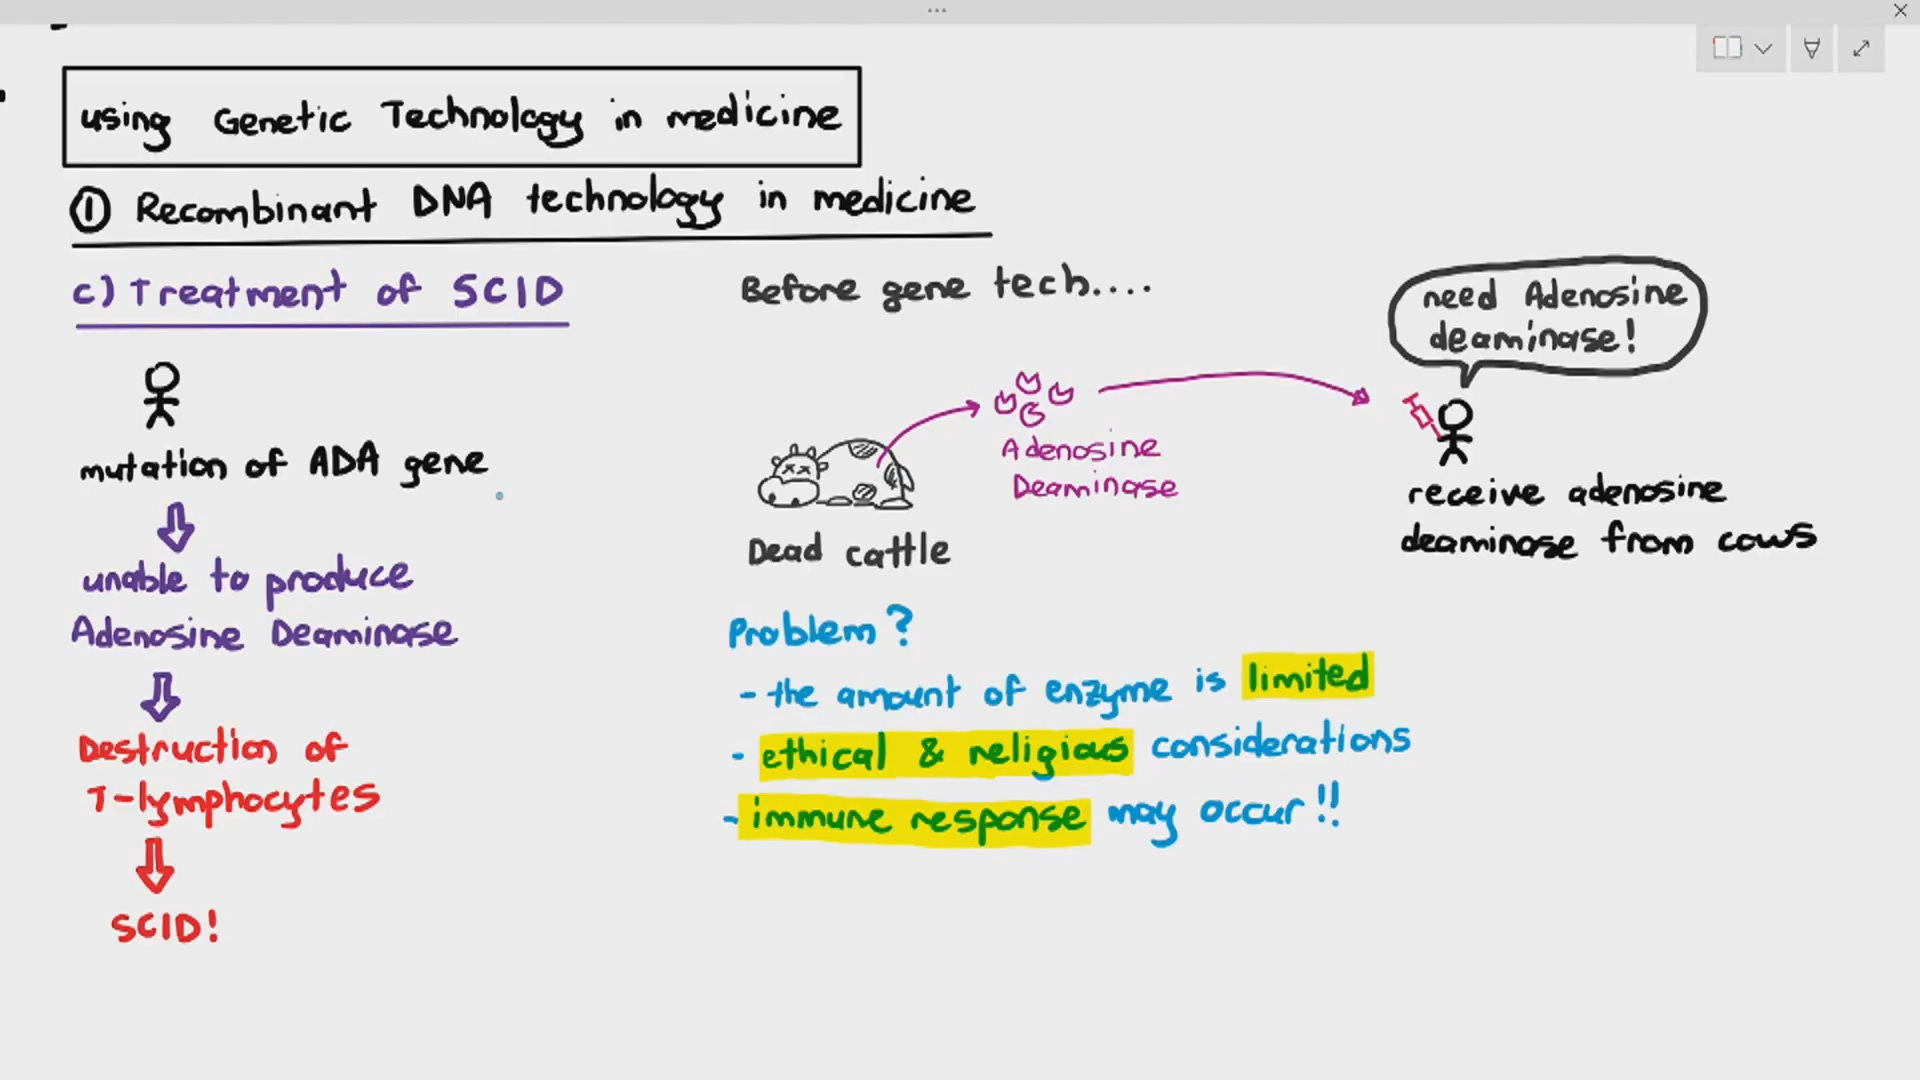 using Genetic Technology in medicine
① Recombinant DNA technology in medicine
c) Treatment of SCID
mutation of ADA gene
unable to produce
Adenosine Deaminase
Destruction of
T-lymphocytes
SCID!
Before gene tech....
Adenosine
Deaminase
Dead cattle
need Adenosine
deaminase!
receive adenosine
deaminase from cows
Problem?
- the amount of enzyme is limited
- ethical & religious considerations
- immune response may occur!!